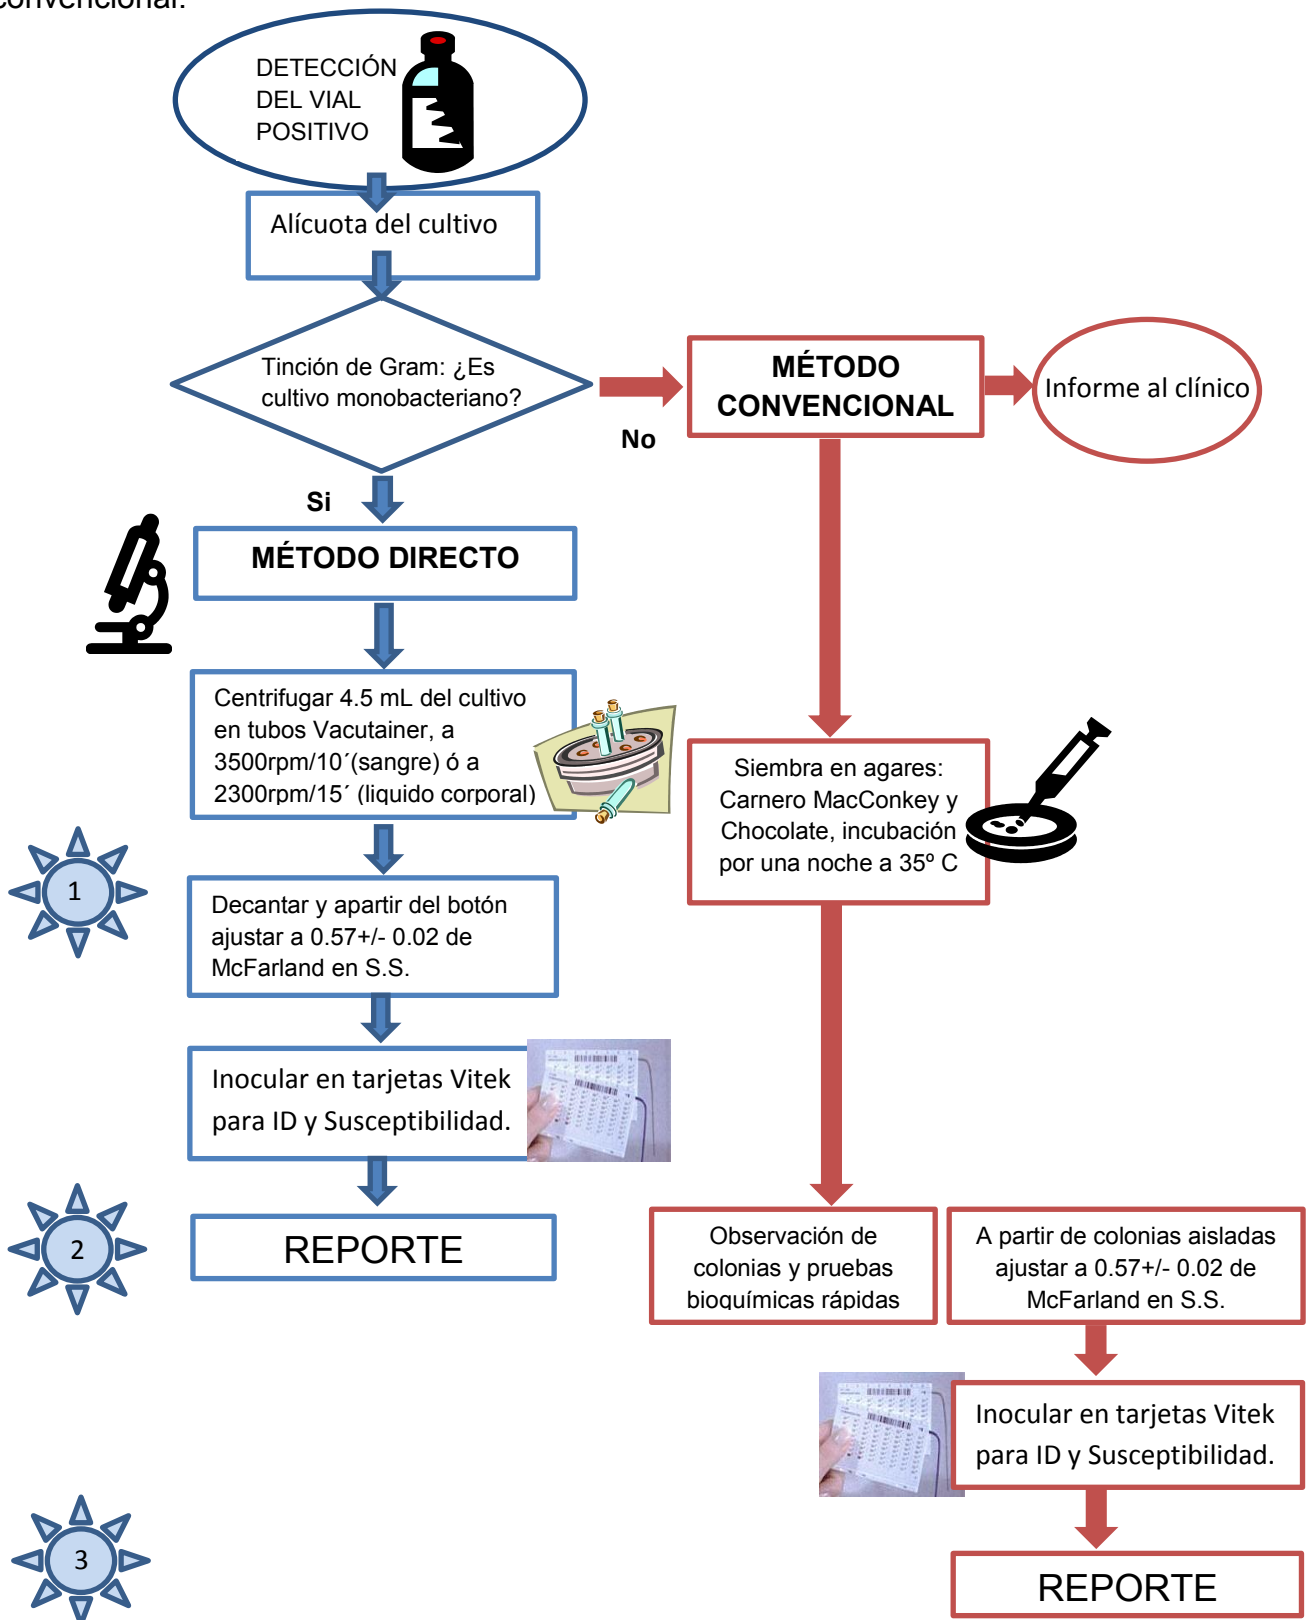 convencional.
DETECCIÓN
DEL VIAL
POSITIVO
Alícuota del cultivo
Tinción de Gram: ¿Es
cultivo monobacteriano?
No
MÉTODO
CONVENCIONAL
Informe al clínico
Si
MÉTODO DIRECTO
Centrifugar 4.5 mL del cultivo
en tubos Vacutainer, a
3500rpm/10´(sangre) ó a
2300rpm/15´ (liquido corporal)
Siembra en agares:
Carnero MacConkey y
Chocolate, incubación
por una noche a 35º C
1
Decantar y apartir del botón
ajustar a 0.57+/- 0.02 de
McFarland en S.S.
Inocular en tarjetas Vitek
para ID y Susceptibilidad.
2
REPORTE
Observación de
colonias y pruebas
bioquímicas rápidas
A partir de colonias aisladas
ajustar a 0.57+/- 0.02 de
McFarland en S.S.
Inocular en tarjetas Vitek
para ID y Susceptibilidad.
3
REPORTE